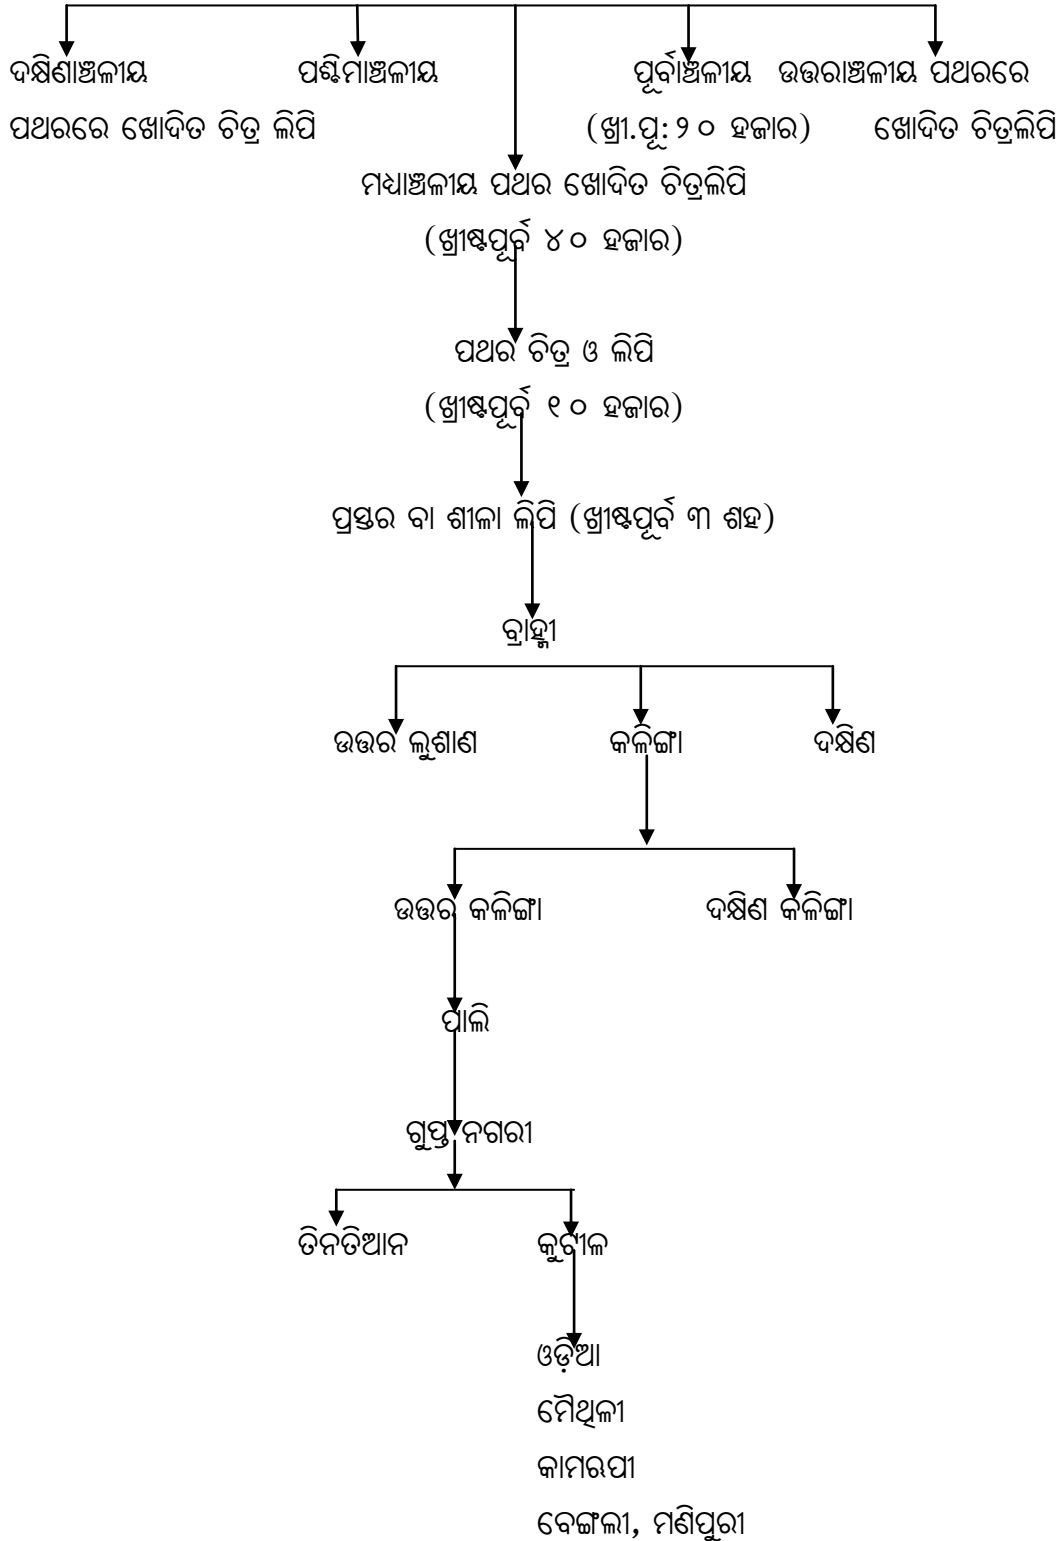 ଦକ୍ଷିଣାଞ୍ଚଳୀୟ ପଶ୍ଚିମାଞ୍ଚଳୀୟ ପୂର୍ବାଞ୍ଚଳୀୟ ଉତ୍ତରାଞ୍ଚଳୀୟ ପଥରରେ
ପଥରରେ ଖୋଦିତ ଚିତ୍ର ଲିପି (ଖ୍ରୀ.ପୂ:୨୦ ହଜାର) ଖୋଦିତ ଚିତ୍ରଲିପି
ମଧ୍ୟାଞ୍ଚଳୀୟ ପଥର ଖୋଦିତ ଚିତ୍ରଲିପି
(ଖ୍ରୀଷ୍ଟପୂର୍ବ ୪୦ ହଜାର)
ପଥର ଚିତ୍ର ଓ ଲିପି
(ଖ୍ରୀଷ୍ଟପୂର୍ବ ୧୦ ହଜାର)
ପ୍ରସ୍ତର ବା ଶୀଳା ଲିପି (ଖ୍ରୀଷ୍ଟପୂର୍ବ ୩ ଶହ)
ବ୍ରାହ୍ମୀ
ଉତ୍ତର ଲୁଶାଣ କଳିଙ୍ଗା ଦକ୍ଷିଣ
ଉତ୍ତର କଳିଙ୍ଗା ଦକ୍ଷିଣ କଳିଙ୍ଗା
ପାଲି
ଗୁପ୍ତ ନଗରୀ
ତିନତିଆନ କୁଟୀଳ
ଓଡ଼ିଆ
ମୈଥିଳୀ
କାମରୂପୀ
ବେଙ୍ଗଲୀ, ମଣିପୁରୀ